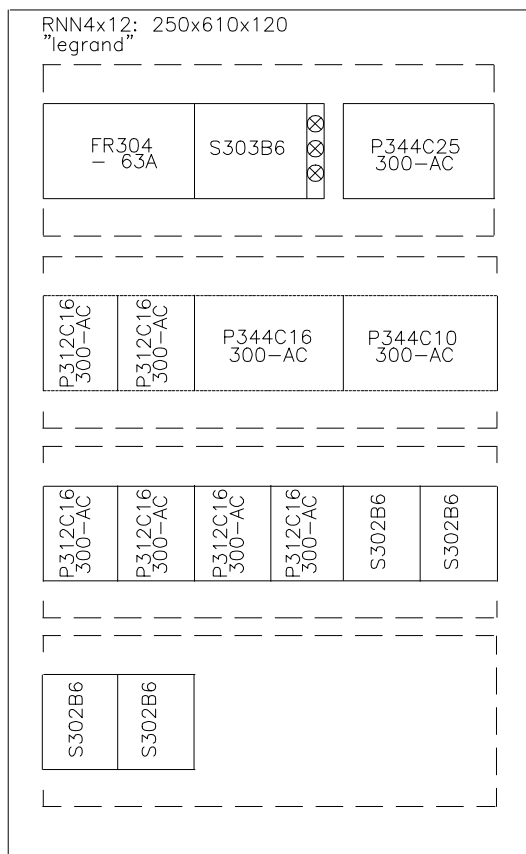 RNN4x12: 250x610x120
"legrand"
FR304
- 63A
S303B6
P344C25
300-AC
P312C16
300-AC
P312C16
300-AC
P344C16
300-AC
P344C10
300-AC
P312C16
300-AC
P312C16
300-AC
P312C16
300-AC
P312C16
300-AC
S302B6
S302B6
S302B6
S302B6